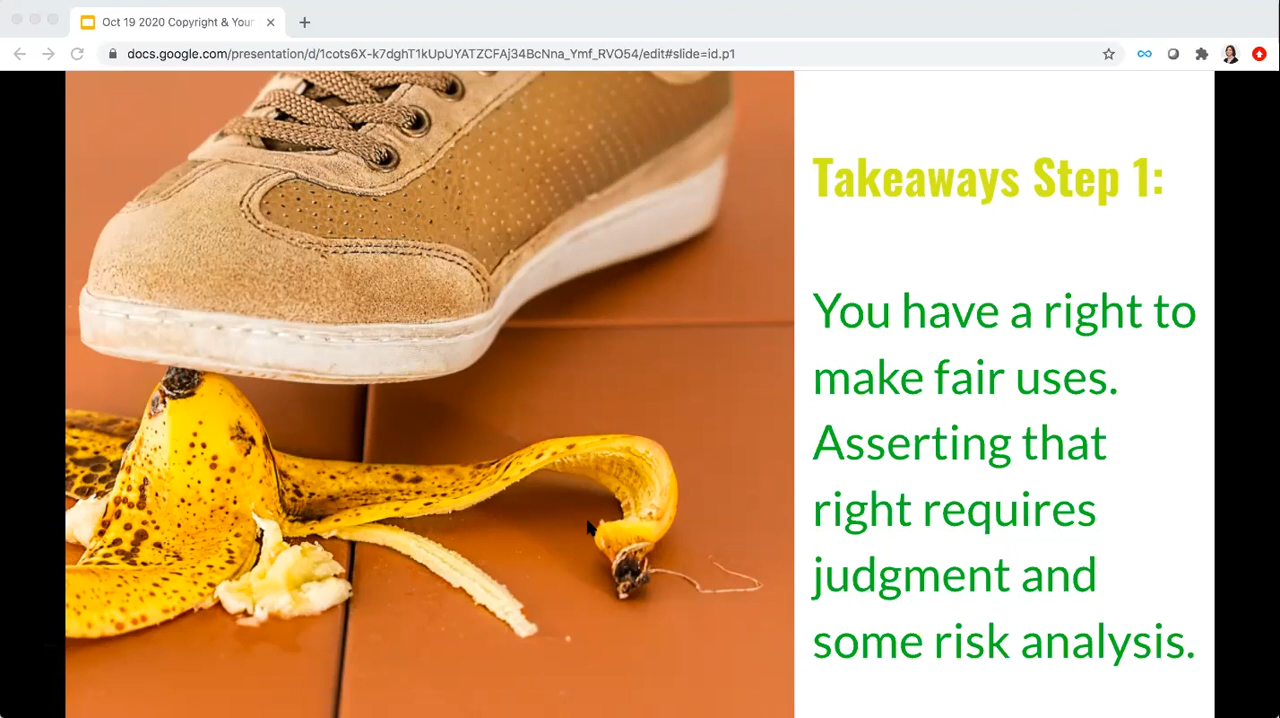 Oct 19 2020 Copyright & Your
docs.google.com/presentation/d/1cots6X-k7dghT1kUpUYATZCFAj34BcNna_Ymf_RVO54/edit#slide=id.p1
Takeaways Step 1:
You have a right to
make fair uses.
Asserting that
right requires
judgment and
some risk analysis.